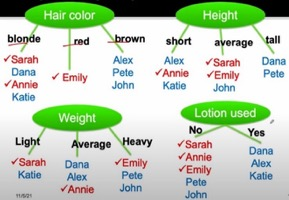 Hair color
blonde red brown
✓Sarah
Dana
✓Annie
Katie
✓Emily
Alex
Pete
John
Height
short average tall
Alex
✓Annie
Katie
✓Sarah
✓Emily
John
Dana
Pete
Weight
Light Average Heavy
✓Sarah
Katie
Dana
Alex
✓Annie
✓Emily
Pete
John
Lotion used
No Yes
✓Sarah
✓Annie
✓Emily
Pete
John
Dana
Alex
Katie
11/6/21